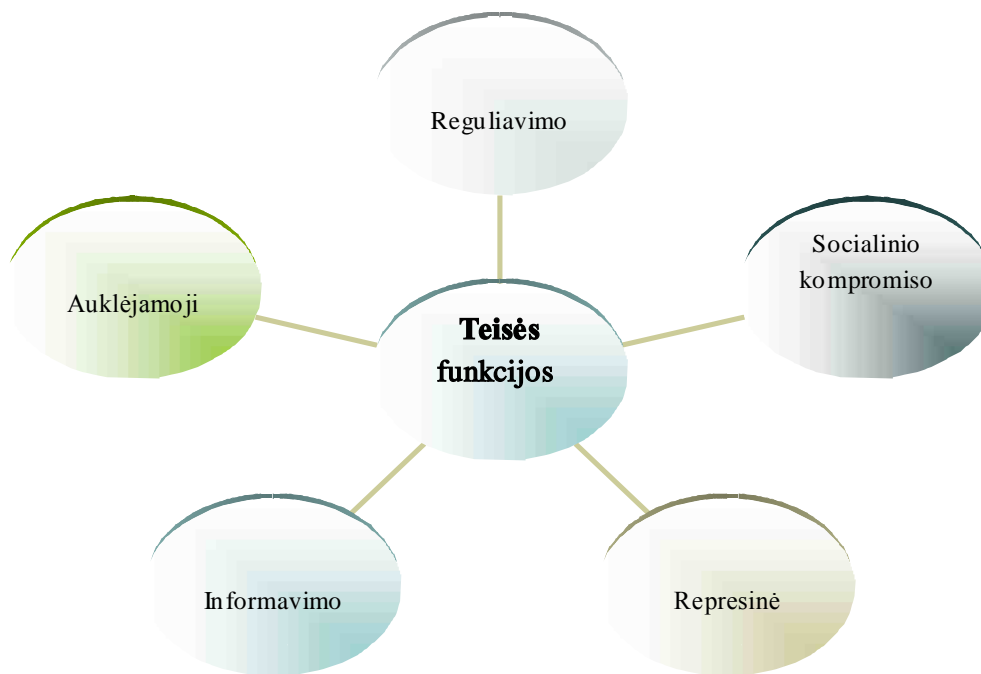 Reguliavimo
Socialinio
kompromiso
Auklėjamoji
Teisės
funkcijos
Informavimo
Represinė